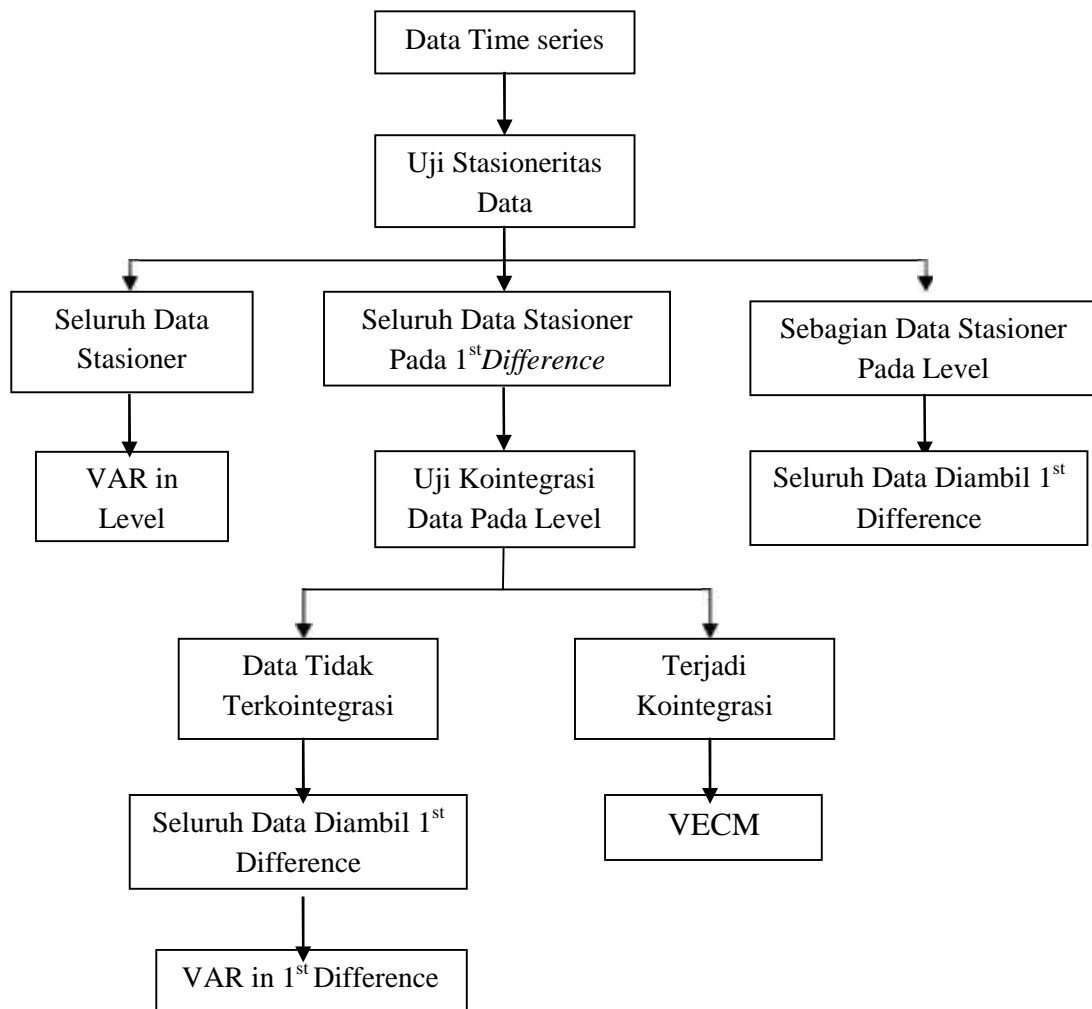 Data Time series
Uji Stasioneritas
Data
Seluruh Data
Stasioner
Seluruh Data Stasioner
Pada 1st Difference
Sebagian Data Stasioner
Pada Level
VAR in
Level
Uji Kointegrasi
Data Pada Level
Seluruh Data Diambil 1st
Difference
Data Tidak
Terkointegrasi
Terjadi
Kointegrasi
Seluruh Data Diambil 1st
Difference
VECM
VAR in 1st Difference